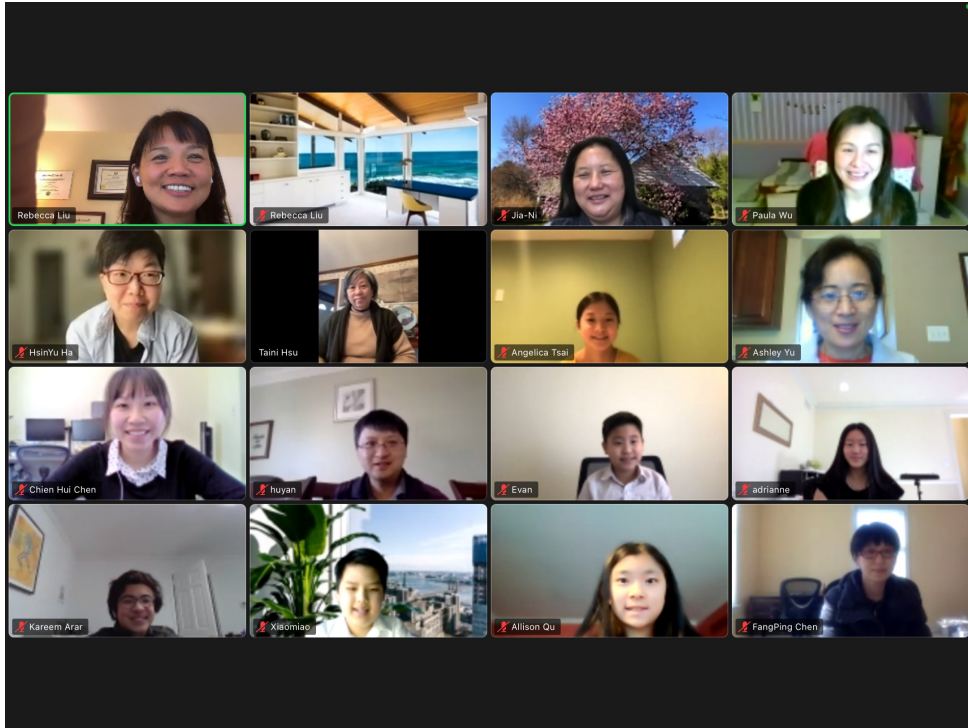 Rebecca Liu
Rebecca Liu
Jia-Ni
Paula Wu
HsinYu Ha
Taini Hsu
Angelica Tsai
Ashley Yu
Chien Hui Chen
huyan
Evan
adrianne
Kareem Arar
Xiaomiao
Allison Qu
FangPing Chen